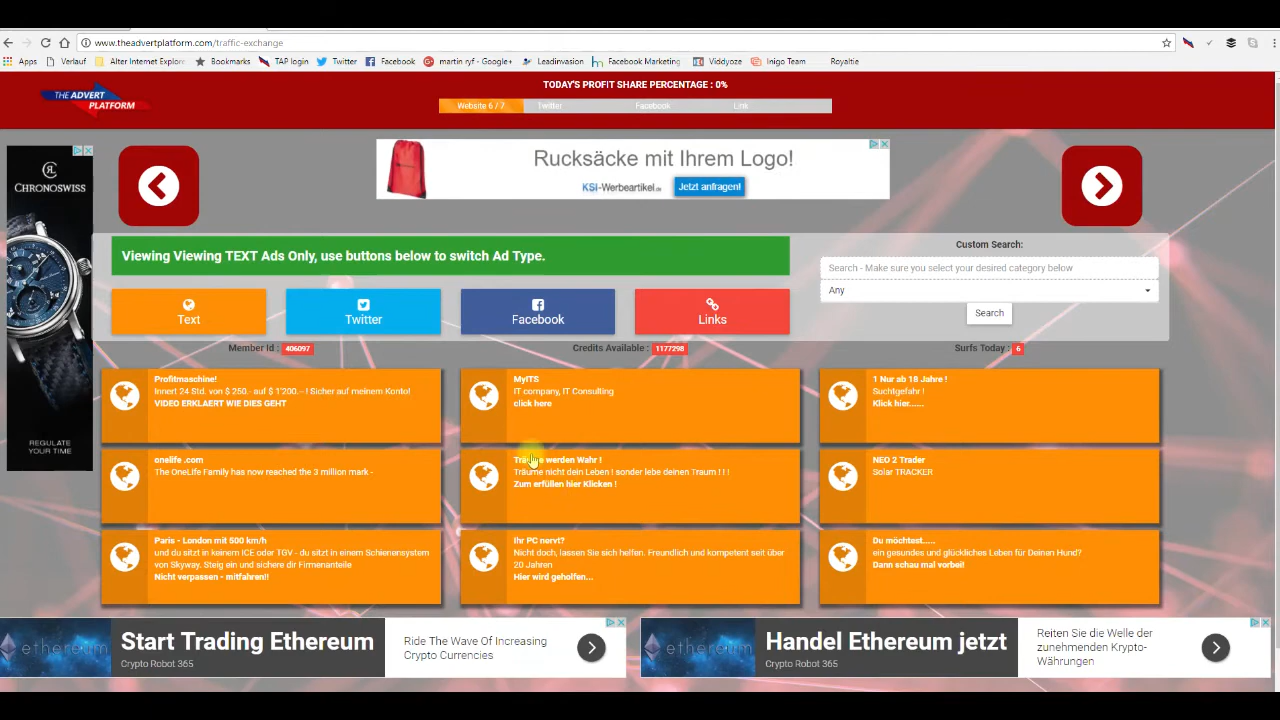 www.theadvertplatform.com/traffic-exchange
Apps Verlauf Alter Internet Explore Bookmarks TAP login Twitter Facebook martin ryf - Google+ Leadinvasion Facebook Marketing Viddyoze Inigo Team Royaltie
THE ADVERT
PLATFORM
TODAY'S PROFIT SHARE PERCENTAGE : 0%
Website 6 / 7 Twitter Facebook Link
CHRONOSWISS
REGULATE
YOUR TIME
Rucksäcke mit Ihrem Logo!
KSI-Werbeartikel.de Jetzt anfragen!
Viewing Viewing TEXT Ads Only, use buttons below to switch Ad Type.
Text
Twitter
Facebook
Links
Custom Search:
Search - Make sure you select your desired category below
Any
Search
Member Id : 406097
Credits Available : 1177298
Surfs Today : 6
Profitmaschine!
Innert 24 Std. von $ 250.- auf $ 1'200.-- ! Sicher auf meinem Konto!
VIDEO ERKLAERT WIE DIES GEHT
MyITS
IT company, IT Consulting
click here
1 Nur ab 18 Jahre !
Suchtgefahr !
Klick hier......
onelife .com
The OneLife Family has now reached the 3 million mark -
Träume werden Wahr !
Träume nicht dein Leben ! sonder lebe deinen Traum ! ! !
Zum erfüllen hier Klicken !
NEO 2 Trader
Solar TRACKER
Paris - London mit 500 km/h
und du sitzt in keinem ICE oder TGV - du sitzt in einem Schienensystem
von Skyway. Steig ein und sichere dir Firmenanteile
Nicht verpassen - mitfahren!!
Ihr PC nervt?
Nicht doch, lassen Sie sich helfen. Freundlich und kompetent seit über
20 Jahren
Hier wird geholfen...
Du möchtest.....
ein gesundes und glückliches Leben für Deinen Hund?
Dann schau mal vorbei!
ethereum
Start Trading Ethereum
Crypto Robot 365
Ride The Wave Of Increasing
Crypto Currencies
ethereum
Handel Ethereum jetzt
Crypto Robot 365
Reiten Sie die Welle der
zunehmenden Krypto-
Währungen